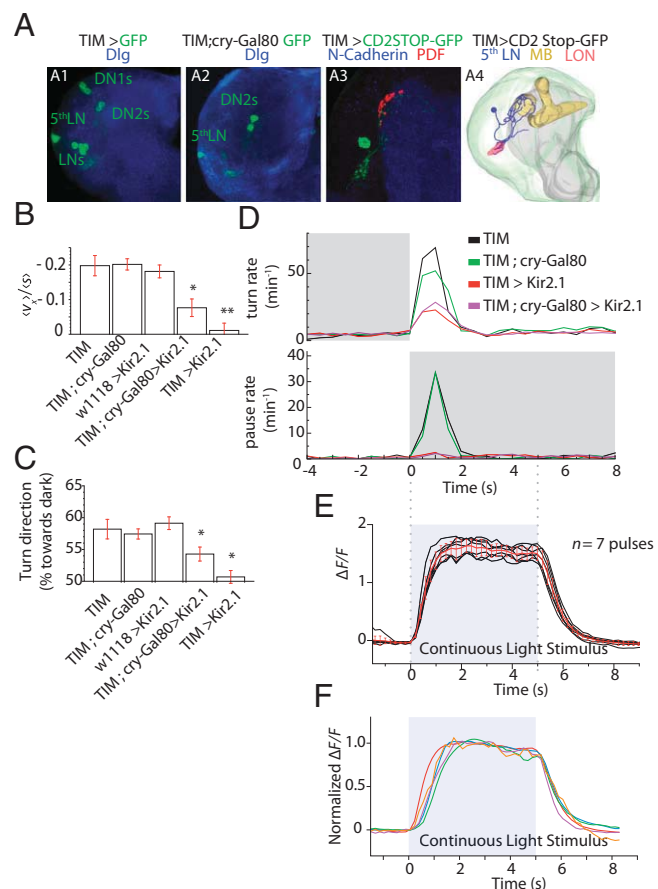 A
TIM >GFP
Dlg
TIM;cry-Gal80 GFP
Dlg
TIM >CD2STOP-GFP
N-Cadherin PDF
TIM>CD2 Stop-GFP
5th LN MB LON
A1
DN1s
DN2s
5thLN
LNs
A2
DN2s
5thLN
A3
A4
B
<vx>/<s>
- 0.2
- 0.1
0
*
**
TIM
TIM ; cry-Gal80
w1118 >Kir2.1
TIM ; cry-Gal80>Kir2.1
TIM >Kir2.1
C
Turn direction
(% towards dark)
65
60
55
50
*
*
TIM
TIM ; cry-Gal80
w1118 >Kir2.1
TIM ; cry-Gal80>Kir2.1
TIM >Kir2.1
D
TIM
TIM ; cry-Gal80
TIM > Kir2.1
TIM ; cry-Gal80 > Kir2.1
turn rate
(min-1)
50
0
pause rate
(min-1)
40
30
20
10
0
-4 -2 0 2 4 6 8
Time (s)
E
ΔF/F
2
1
0
n= 7 pulses
Continuous Light Stimulus
0 2 4 6 8
Time (s)
F
Normalized ΔF/F
1.0
0
Continuous Light Stimulus
0 2 4 6 8
Time (s)